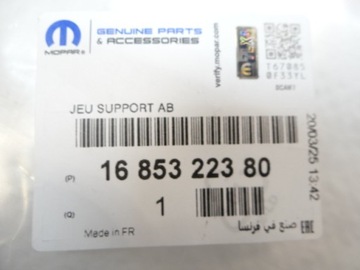 MOPAR®
GENUINE PARTS
& ACCESSORIES
verify.mopar.com
JEU SUPPORT AB
(P) 16 853 223 80
(Q) 1
20/03/25 13:42
Made in FR
صنع في فرنسا
EAC